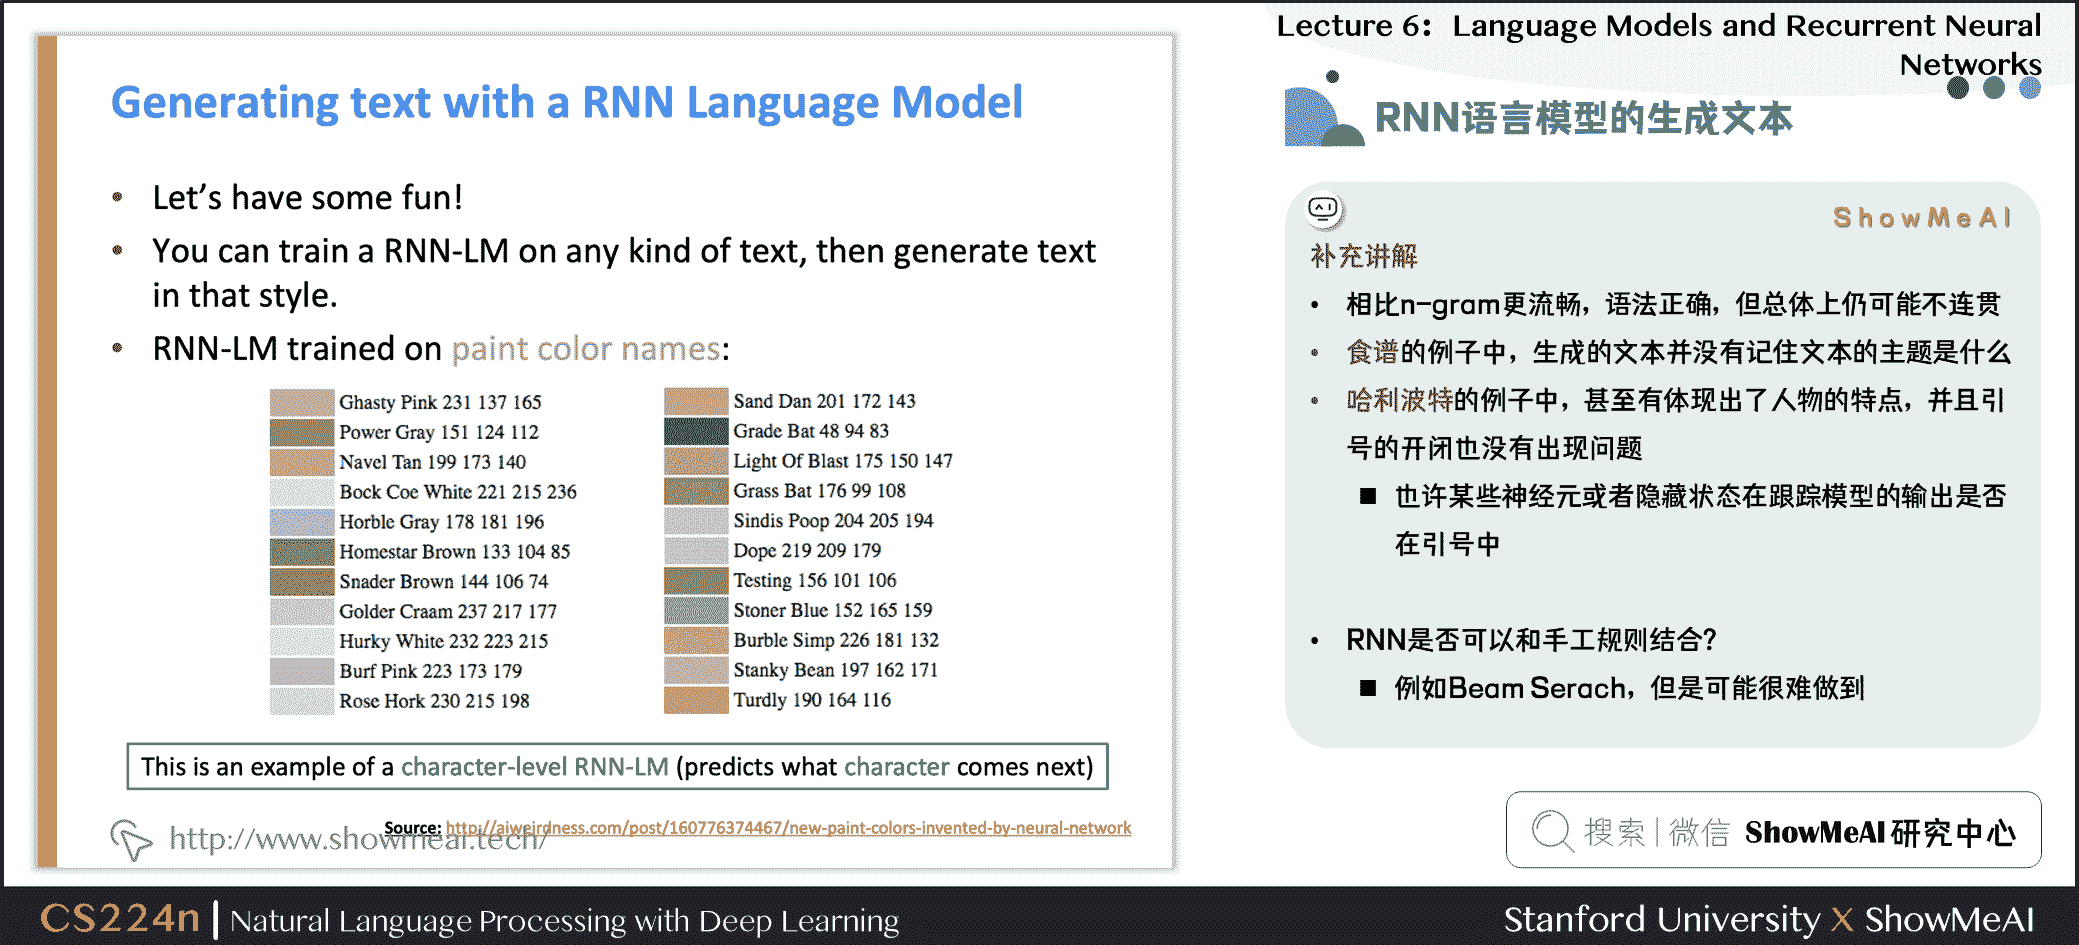 Lecture 6: Language Models and Recurrent Neural
Networks
Generating text with a RNN Language Model
• Let's have some fun!
• You can train a RNN-LM on any kind of text, then generate text
in that style.
• RNN-LM trained on paint color names:
Ghasty Pink 231 137 165
Power Gray 151 124 112
Navel Tan 199 173 140
Bock Coe White 221 215 236
Horble Gray 178 181 196
Homestar Brown 133 104 85
Snader Brown 144 106 74
Golder Craam 237 217 177
Hurky White 232 223 215
Burf Pink 223 173 179
Rose Hork 230 215 198
Sand Dan 201 172 143
Grade Bat 48 94 83
Light Of Blast 175 150 147
Grass Bat 176 99 108
Sindis Poop 204 205 194
Dope 219 209 179
Testing 156 101 106
Stoner Blue 152 165 159
Burble Simp 226 181 132
Stanky Bean 197 162 171
Turdly 190 164 116
This is an example of a character-level RNN-LM (predicts what character comes next)
Source: http://aiweirdness.com/post/160776374467/new-paint-colors-invented-by-neural-network
http://www.showmeai.tech/
RNN语言模型的生成文本
ShowMeAI
补充讲解
• 相比n-gram更流畅，语法正确，但总体上仍可能不连贯
• 食谱的例子中，生成的文本并没有记住文本的主题是什么
• 哈利波特的例子中，甚至有体现出了人物的特点，并且引
号的开闭也没有出现问题
■ 也许某些神经元或者隐藏状态在跟踪模型的输出是否
在引号中
• RNN是否可以和手工规则结合?
■ 例如Beam Serach，但是可能很难做到
搜索|微信 ShowMeAI 研究中心
CS224n | Natural Language Processing with Deep Learning
Stanford University X ShowMeAI